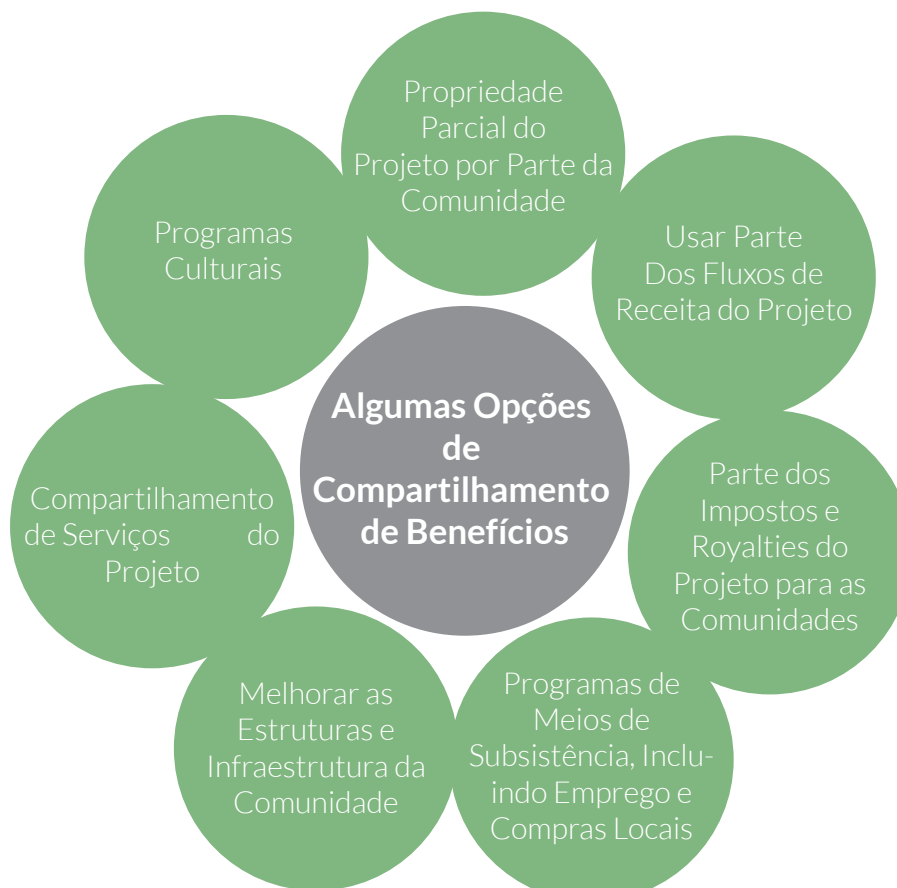 Algumas Opções
de
Compartilhamento
de Benefícios
Propriedade
Parcial do
Projeto por Parte da
Comunidade
Usar Parte
Dos Fluxos de
Receita do Projeto
Parte dos
Impostos e
Royalties do
Projeto para as
Comunidades
Programas de
Meios de
Subsistência, Inclu-
indo Emprego e
Compras Locais
Melhorar as
Estruturas e
Infraestrutura da
Comunidade
Compartilhamento
de Serviços do
Projeto
Programas
Culturais